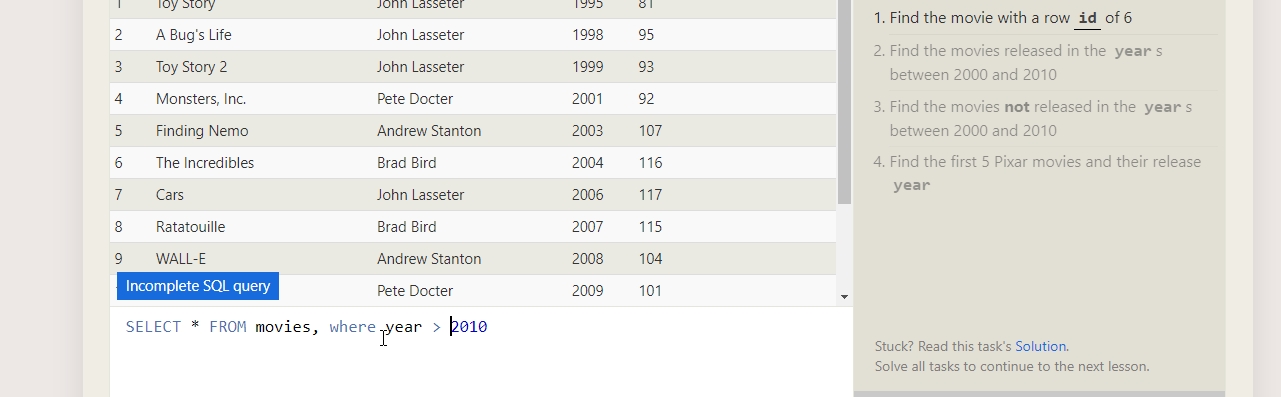 1 Toy Story John Lasseter 1995 81
2 A Bug's Life John Lasseter 1998 95
3 Toy Story 2 John Lasseter 1999 93
4 Monsters, Inc. Pete Docter 2001 92
5 Finding Nemo Andrew Stanton 2003 107
6 The Incredibles Brad Bird 2004 116
7 Cars John Lasseter 2006 117
8 Ratatouille Brad Bird 2007 115
9 WALL-E Andrew Stanton 2008 104
Pete Docter 2009 101
Incomplete SQL query
SELECT * FROM movies, where year > 2010
1. Find the movie with a row id of 6
2. Find the movies released in the year s
between 2000 and 2010
3. Find the movies not released in the year s
between 2000 and 2010
4. Find the first 5 Pixar movies and their release
year
Stuck? Read this task's Solution.
Solve all tasks to continue to the next lesson.